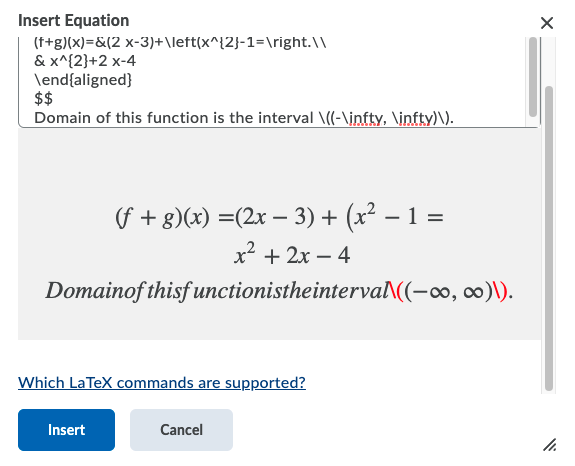 Insert Equation
(f+g)(x)=&(2 x-3)+\left(x^{2}-1=\right.\\
& x^{2}+2 x-4
\end{aligned}
$$
Domain of this function is the interval \((-\infty, \infty)\).
(f + g)(x) =(2x − 3) + (x² − 1 =
x² + 2x − 4
Domainofthisfunctionistheinterval\((−∞, ∞)\).
Which LaTeX commands are supported?
Insert Cancel